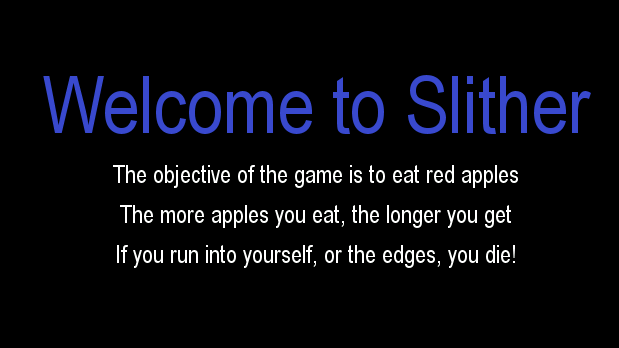 Welcome to Slither
The objective of the game is to eat red apples
The more apples you eat, the longer you get
If you run into yourself, or the edges, you die!